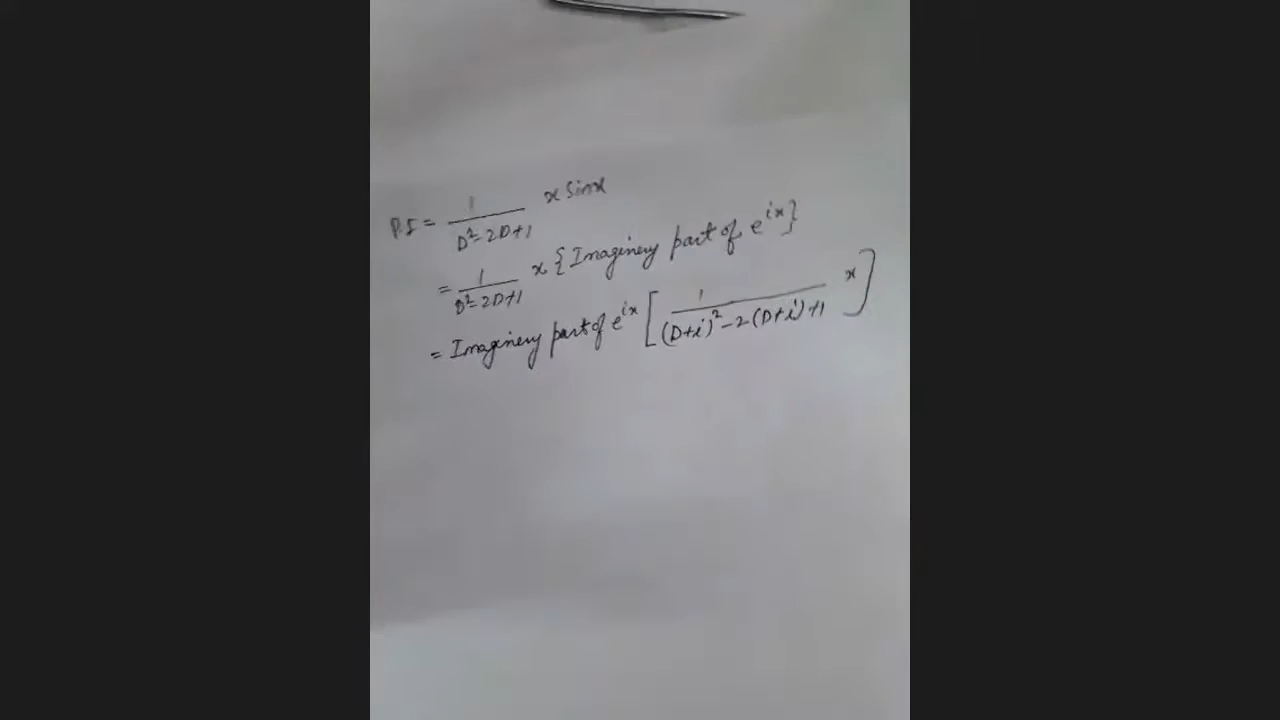 P.I = 1/(D²-2D+1) x Sinx
= 1/(D²-2D+1) x {Imaginery part of e^{ix}}
= Imaginery part of e^{ix} [1/((D+i)²-2(D+i)+1) x]